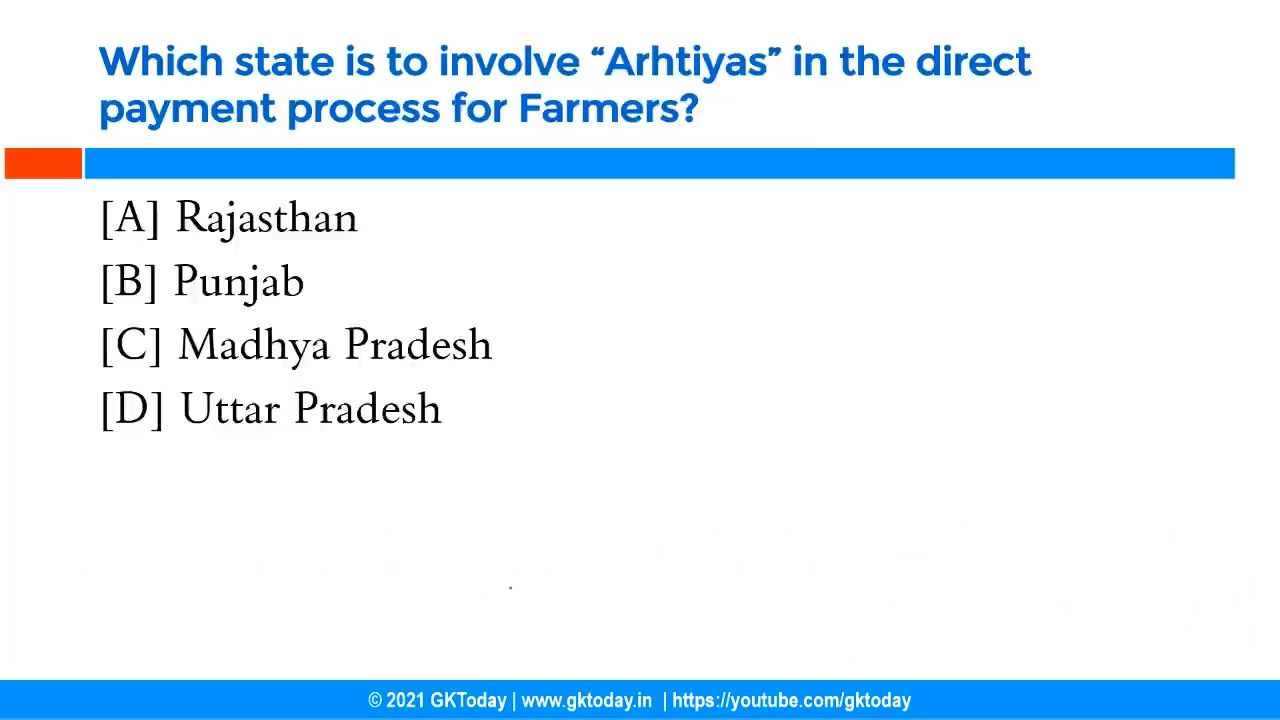 Which state is to involve “Arhtiyas” in the direct
payment process for Farmers?
[A] Rajasthan
[B] Punjab
[C] Madhya Pradesh
[D] Uttar Pradesh
© 2021 GKToday | www.gktoday.in | https://youtube.com/gktoday